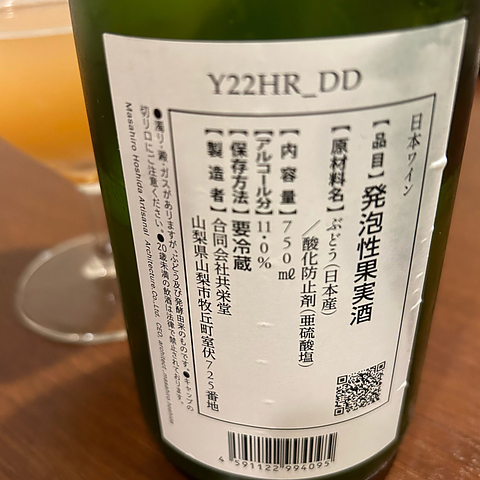 Y22HR_DD
日本ワイン
【品目】発泡性果実酒
【原材料名】ぶどう(日本産)
／酸化防止剤(亜硫酸塩)
【内容量】750㎖
【アルコール分】11・0%
【保存方法】要冷蔵
【製造者】合同会社共栄堂
山梨県山梨市牧丘町室伏725番地
●濁り・澱・ガスがありますが、ぶどう及び発酵由来のものです。●キャップの
切り口にご注意ください。●20歳未満の飲酒は法律で禁止されております。
Masahiro Hoshida Artisanal Architecture Co., Ltd.
4 591122 994095